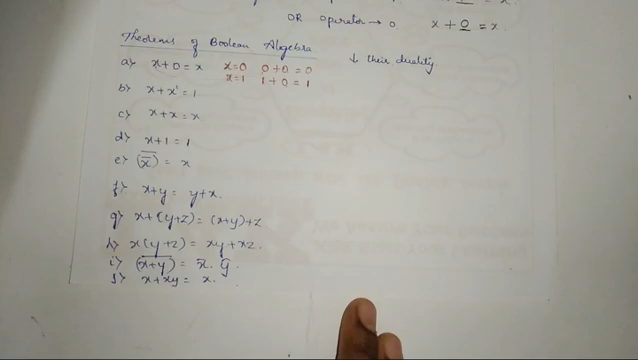 OR operator → 0   x + 0 = x.
Theorems of Boolean Algebra   ↓ their duality
a) x+0 = x   x=0   0+0 = 0
x=1   1+0 = 1
b) x+x' = 1
c) x+x = x
d) x+1 = 1
e) (x̿) = x
f) x+y = y+x.
g) x+(y+z) = (x+y)+z
h) x(y+z) = xy+xz.
i) (x+y)̅ = x̅. y̅.
j) x+xy = x.